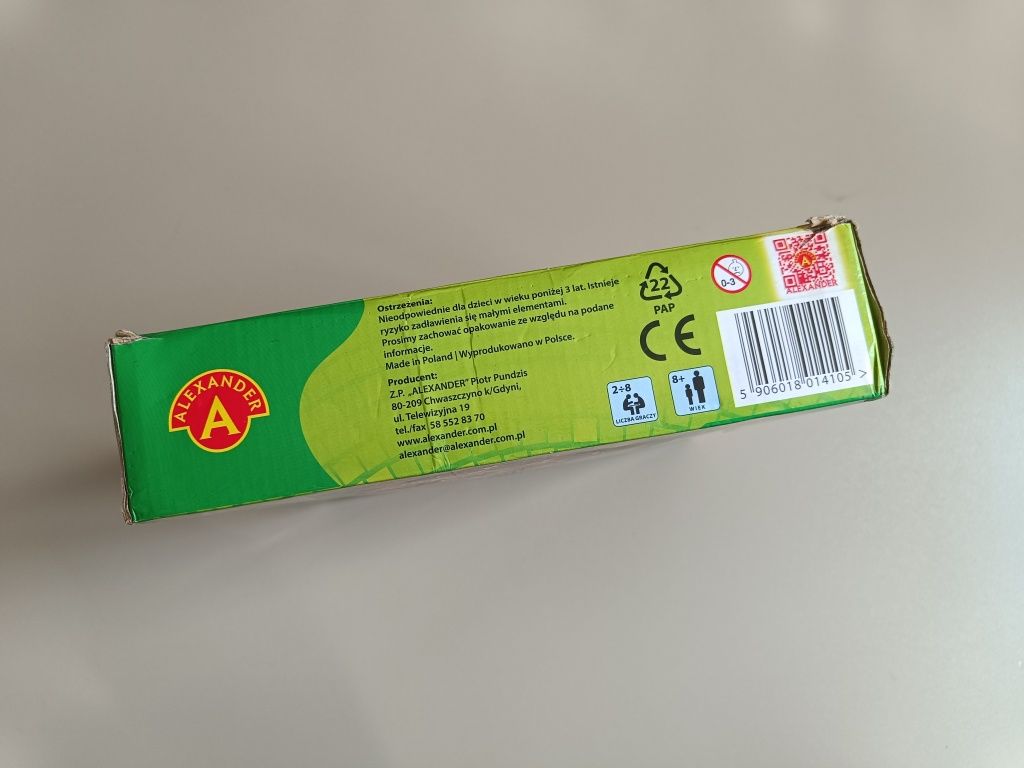 ALEXANDER
A
Ostrzeżenia:
Nieodpowiednie dla dzieci w wieku poniżej 3 lat. Istnieje
ryzyko zadławienia się małymi elementami.
Prosimy zachować opakowanie ze względu na podane
informacje.
Made in Poland | Wyprodukowano w Polsce.
Producent:
Z.P. „ALEXANDER" Piotr Pundzis
80-209 Chwaszczyno k/Gdyni,
ul. Telewizyjna 19
tel./fax 58 552 83 70
www.alexander.com.pl
alexander@alexander.com.pl
22
PAP
CE
0-3
ALEXANDER
2÷8
LICZBA GRACZY
8+
WIEK
5 906018 014105 >